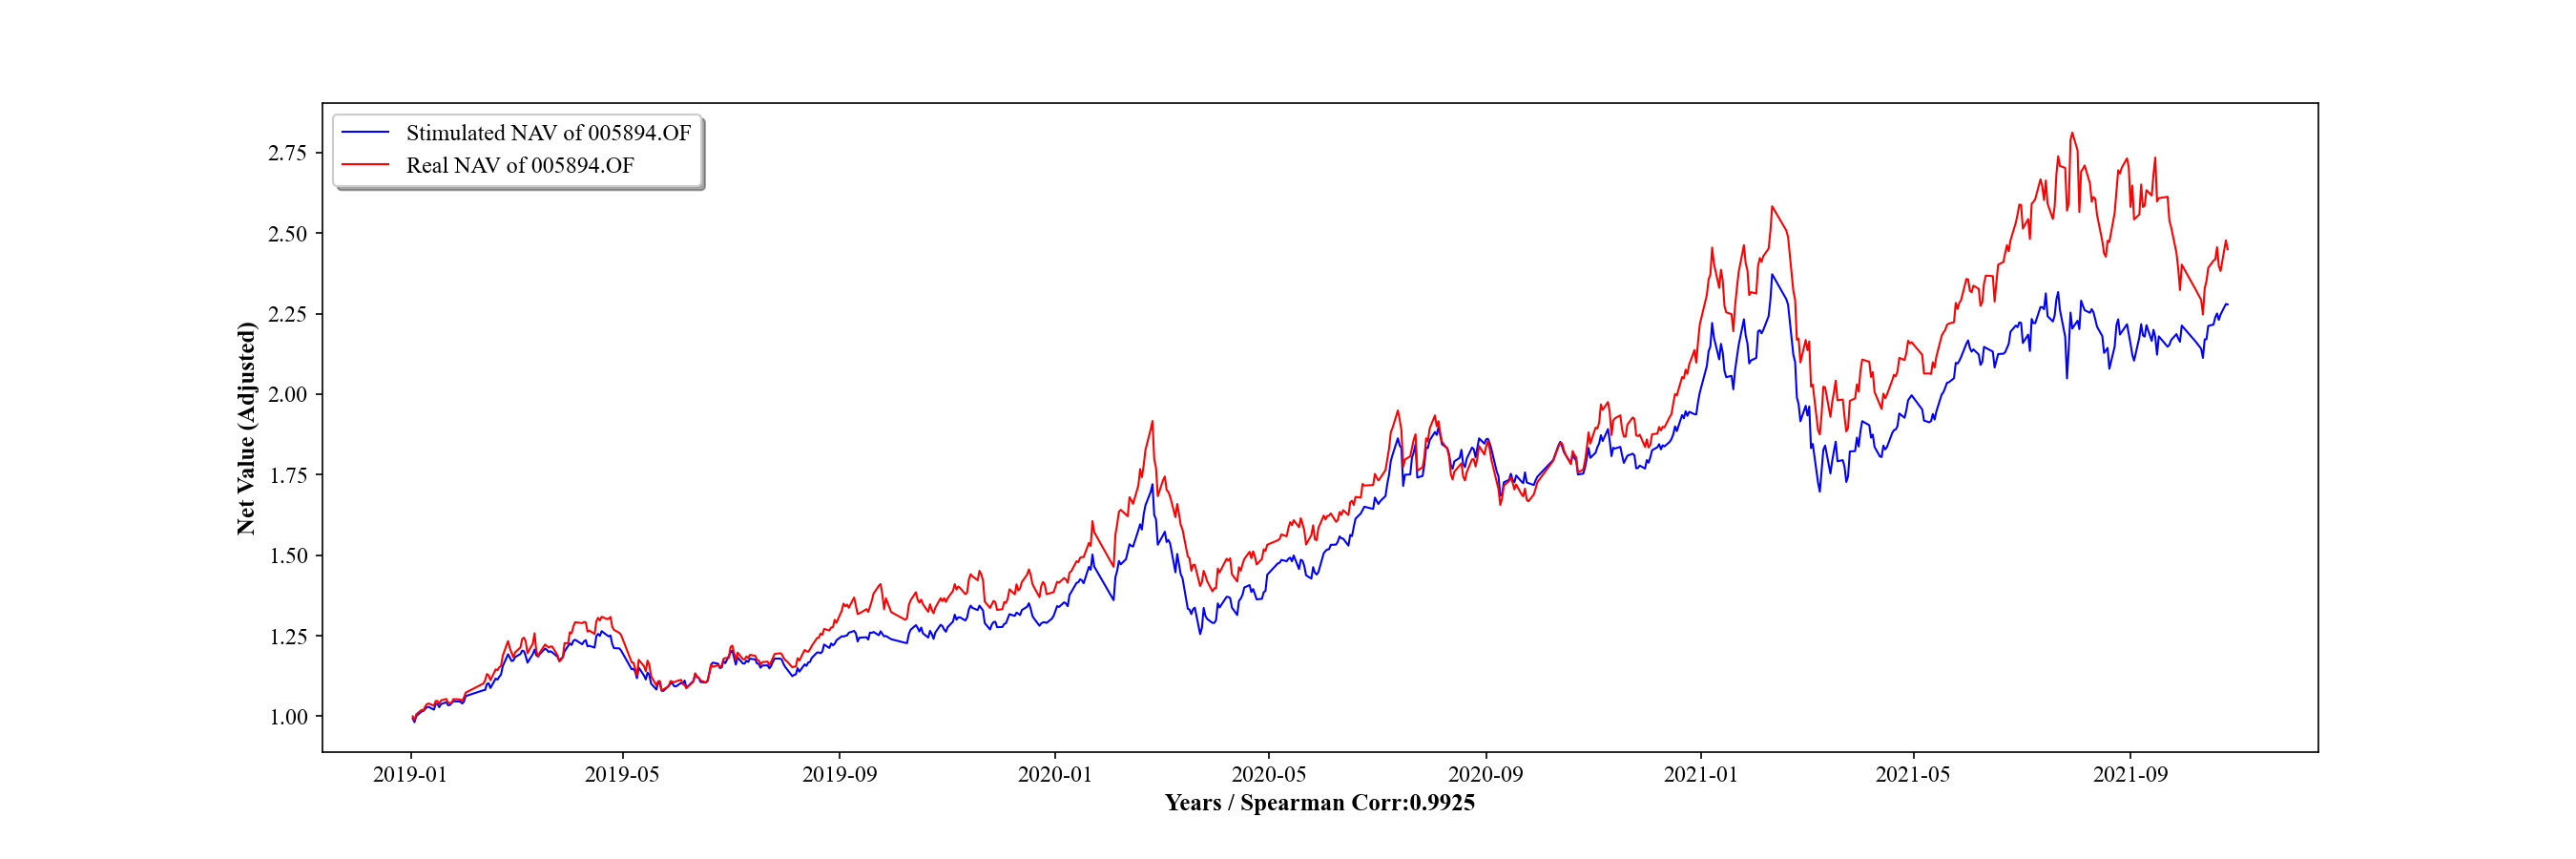 Stimulated NAV of 005894.OF
Real NAV of 005894.OF
Net Value (Adjusted)
2.75
2.50
2.25
2.00
1.75
1.50
1.25
1.00
2019-01 2019-05 2019-09 2020-01 2020-05 2020-09 2021-01 2021-05 2021-09
Years / Spearman Corr:0.9925